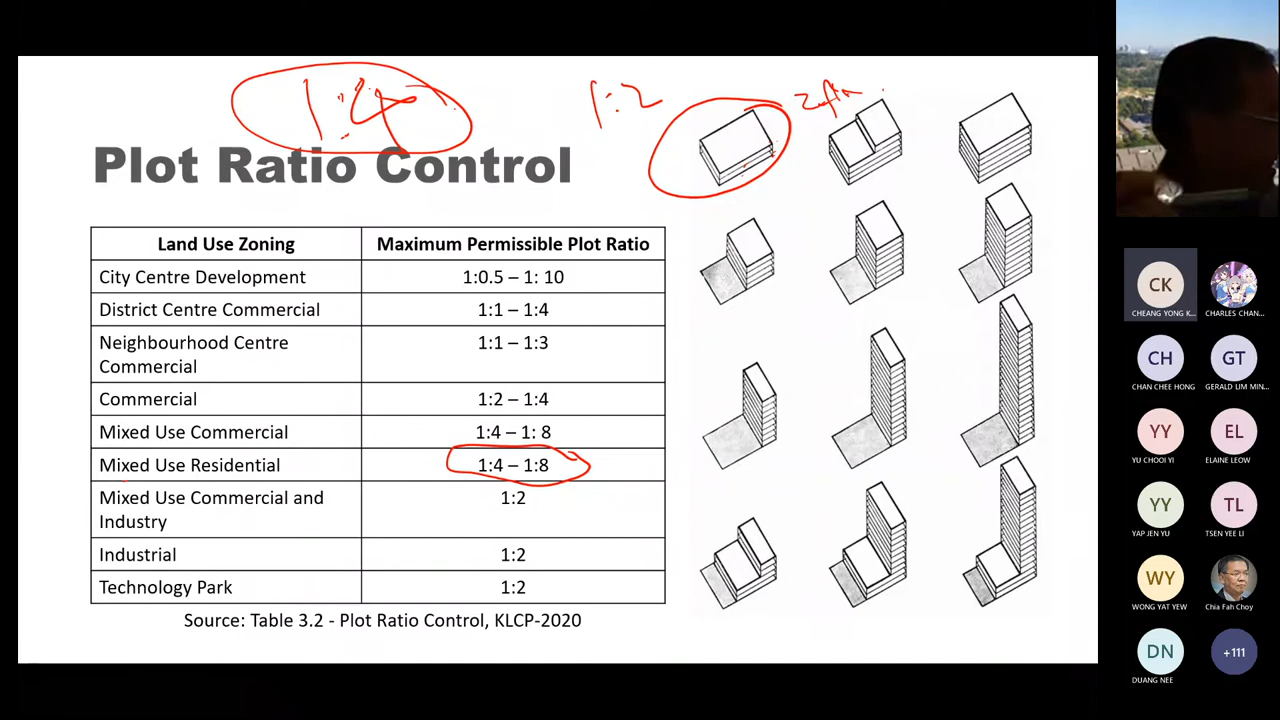 1:4
1:2
Plot Ratio Control
Land Use Zoning Maximum Permissible Plot Ratio
City Centre Development 1:0.5 – 1: 10
District Centre Commercial 1:1 – 1:4
Neighbourhood Centre Commercial 1:1 – 1:3
Commercial 1:2 – 1:4
Mixed Use Commercial 1:4 – 1: 8
Mixed Use Residential 1:4 – 1:8
Mixed Use Commercial and Industry 1:2
Industrial 1:2
Technology Park 1:2
Source: Table 3.2 - Plot Ratio Control, KLCP-2020
CK
CHEANG YONG K...
CHARLES CHAN...
CH
CHAN CHEE HONG
GT
GERALD LIM MIN...
YY
YU CHOOI YI
EL
ELAINE LEOW
YY
YAP JEN YU
TL
TSEN YEE LI
WY
WONG YAT YEW
Chia Fah Choy
DN
DUANG NEE
+111